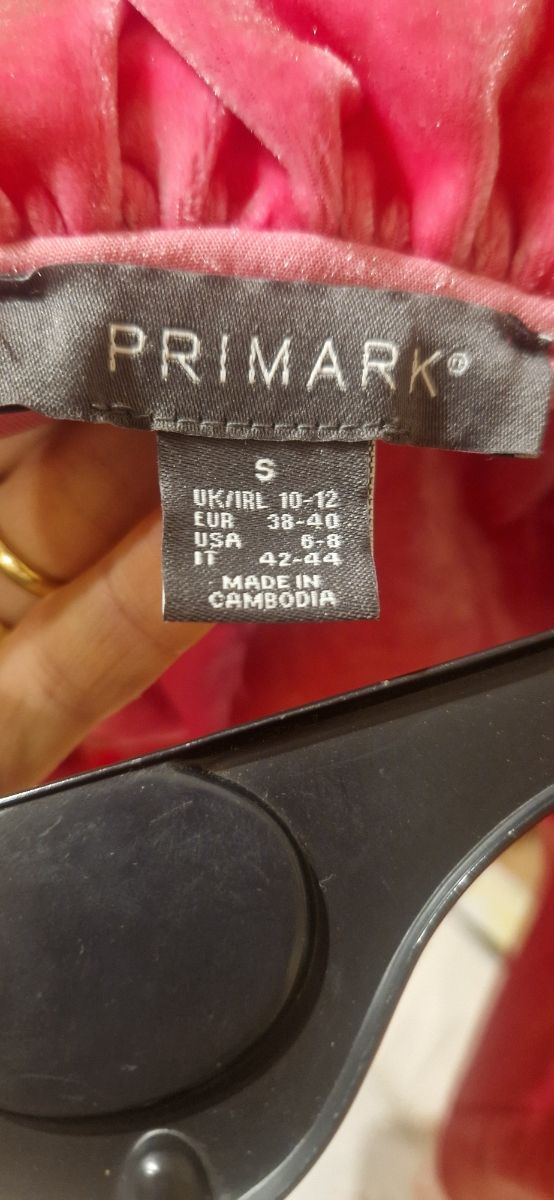 PRIMARK®
S
UK/IRL 10-12
EUR 38-40
USA 6-8
IT 42-44
MADE IN
CAMBODIA